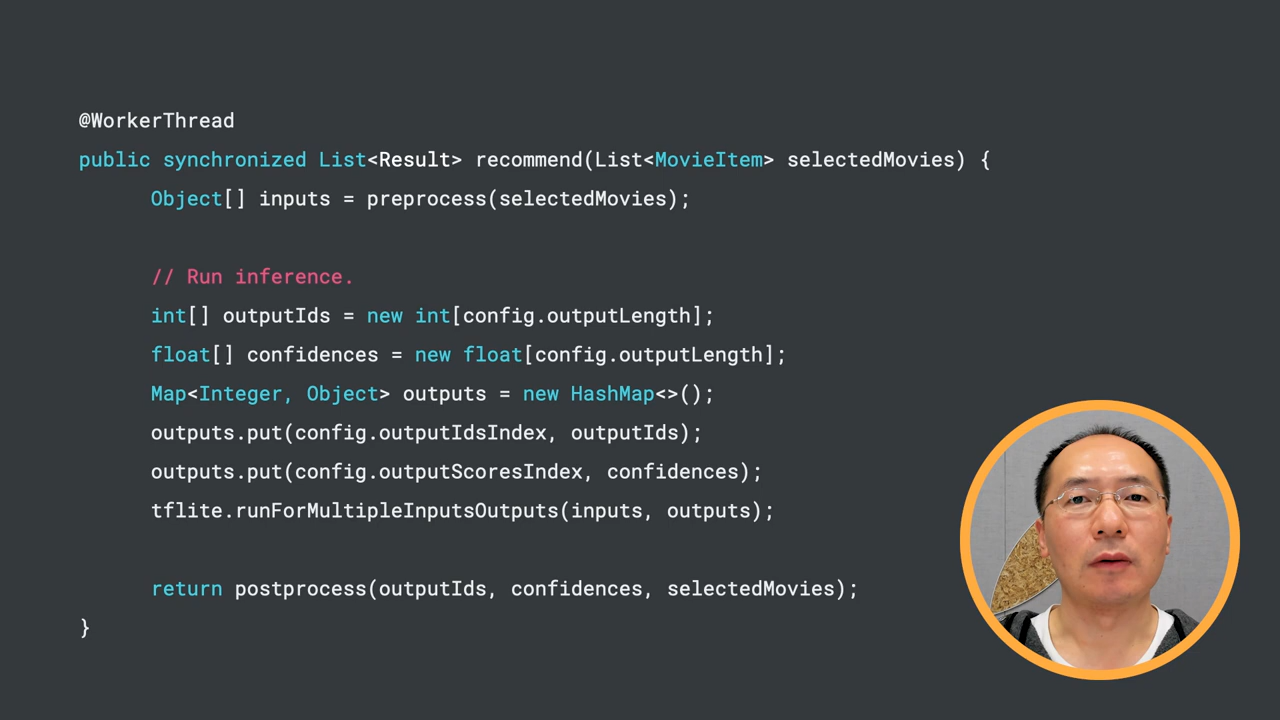 @WorkerThread
public synchronized List<Result> recommend(List<MovieItem> selectedMovies) {
Object[] inputs = preprocess(selectedMovies);
// Run inference.
int[] outputIds = new int[config.outputLength];
float[] confidences = new float[config.outputLength];
Map<Integer, Object> outputs = new HashMap<>();
outputs.put(config.outputIdsIndex, outputIds);
outputs.put(config.outputScoresIndex, confidences);
tflite.runForMultipleInputsOutputs(inputs, outputs);
return postprocess(outputIds, confidences, selectedMovies);
}